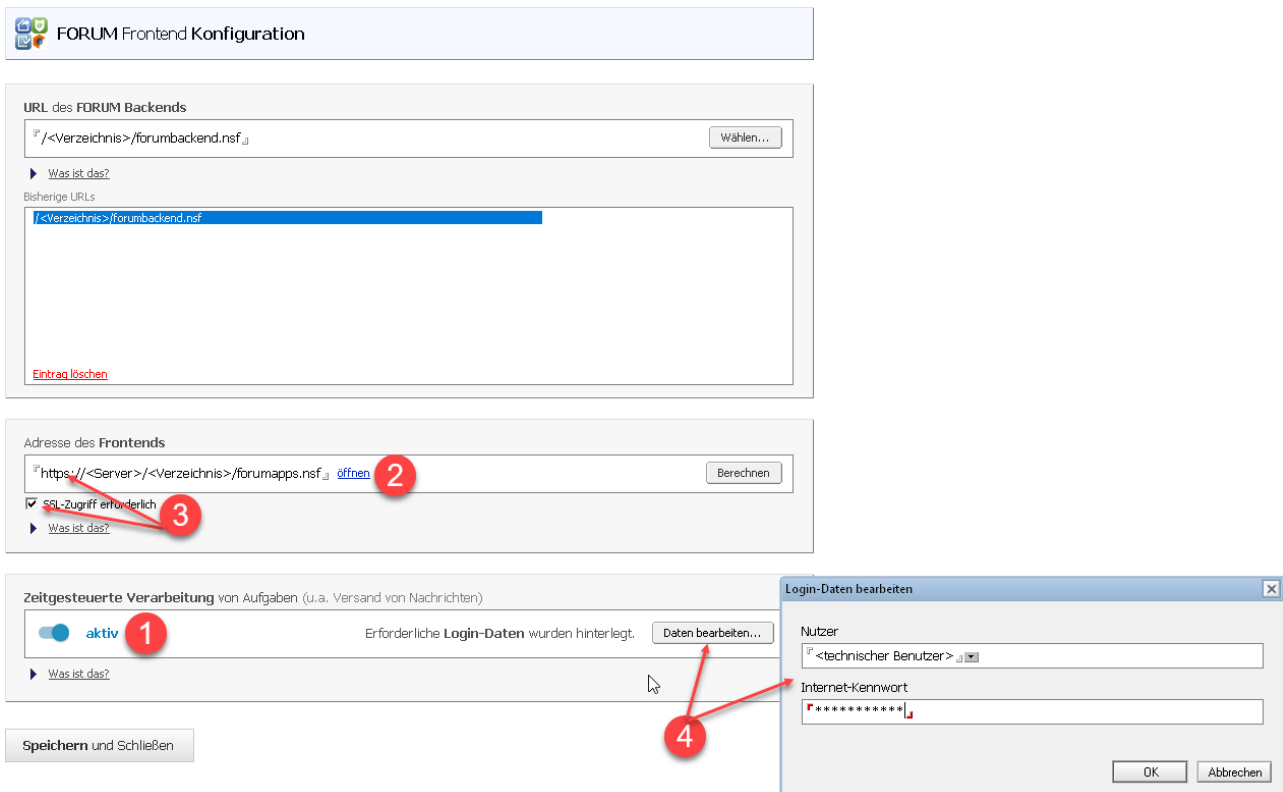 FORUM Frontend Konfiguration
URL des FORUM Backends
/<Verzeichnis>/forumbackend.nsf
Wählen...
Was ist das?
Bisherige URLs
/<Verzeichnis>/forumbackend.nsf
Eintrag löschen
Adresse des Frontends
https://<Server>/<Verzeichnis>/forumapps.nsf öffnen 2 Berechnen
SSL-Zugriff erforderlich 3
Was ist das?
Zeitgesteuerte Verarbeitung von Aufgaben (u.a. Versand von Nachrichten)
aktiv 1 Erforderliche Login-Daten wurden hinterlegt. Daten bearbeiten...
Was ist das?
4
Speichern und Schließen
Login-Daten bearbeiten
Nutzer
<technischer Benutzer>
Internet-Kennwort
***********
OK Abbrechen